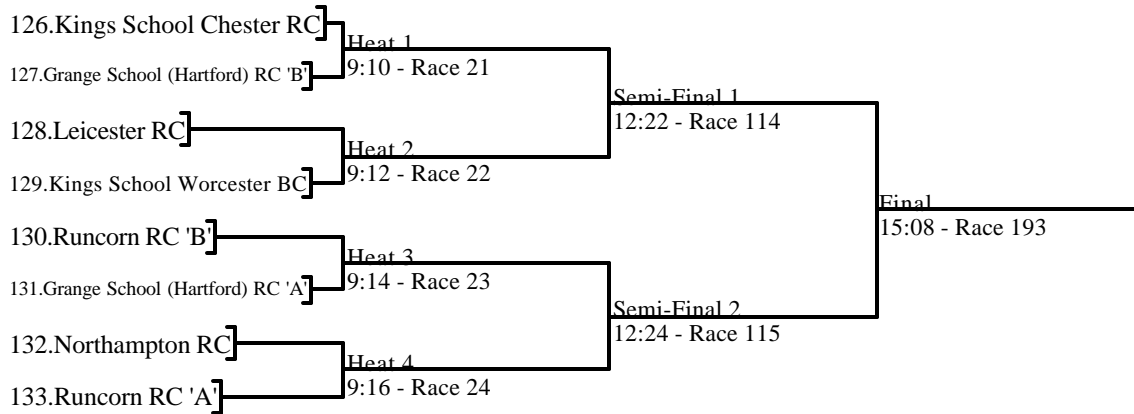 126.Kings School Chester RC
Heat 1
127.Grange School (Hartford) RC 'B'
9:10 - Race 21
Semi-Final 1
128.Leicester RC
12:22 - Race 114
Heat 2
129.Kings School Worcester BC
9:12 - Race 22
Final
130.Runcorn RC 'B'
15:08 - Race 193
Heat 3
131.Grange School (Hartford) RC 'A'
9:14 - Race 23
Semi-Final 2
132.Northampton RC
12:24 - Race 115
Heat 4
133.Runcorn RC 'A'
9:16 - Race 24